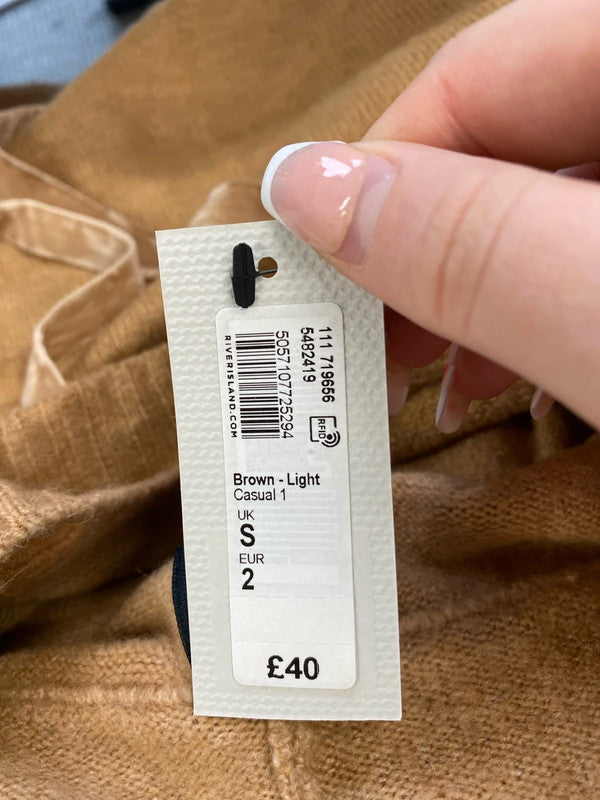 111 719656
5482419
RFID
5057107725294
RIVERISLAND.COM
Brown - Light
Casual 1
UK
S
EUR
2
£40